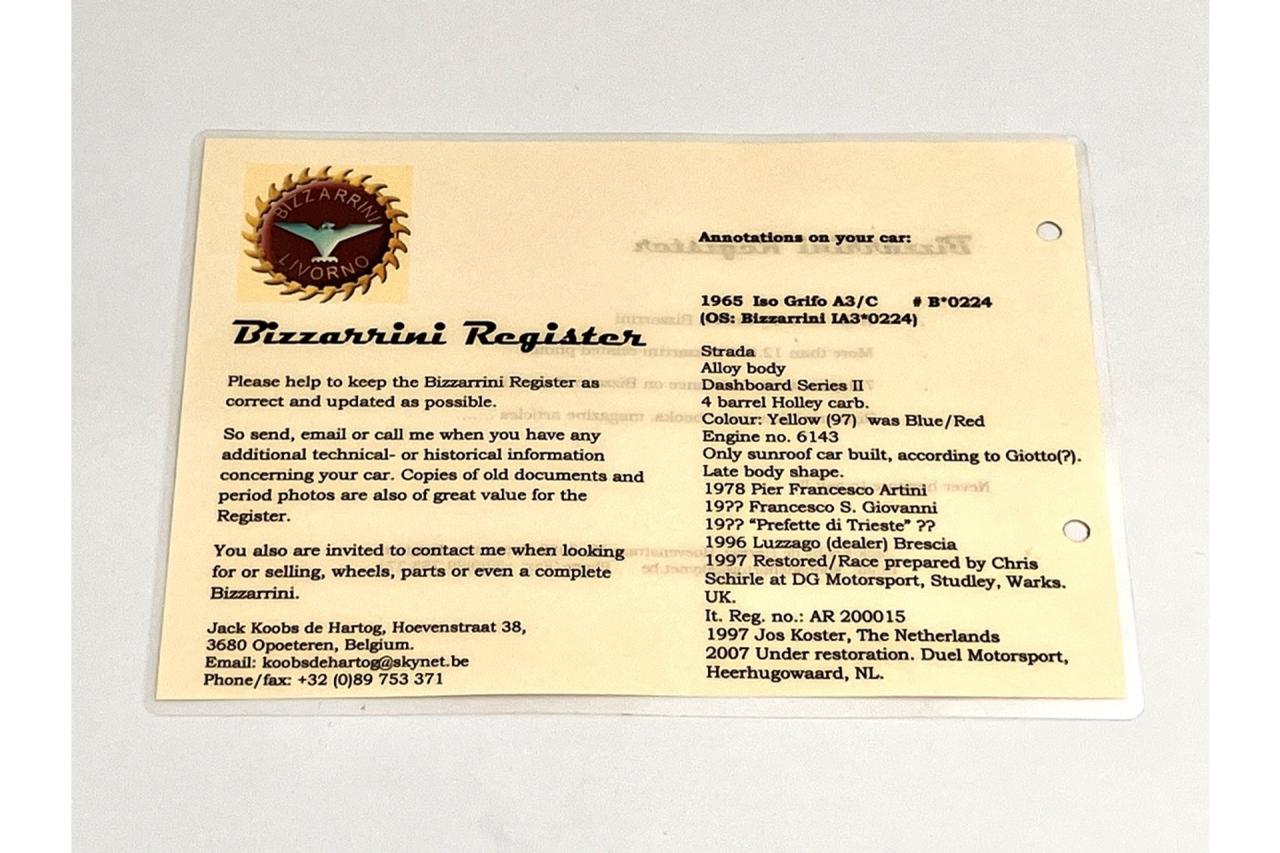 BIZZARRINI
LIVORNO
Bizzarrini Register
Please help to keep the Bizzarrini Register as
correct and updated as possible.
So send, email or call me when you have any
additional technical- or historical information
concerning your car. Copies of old documents and
period photos are also of great value for the
Register.
You also are invited to contact me when looking
for or selling, wheels, parts or even a complete
Bizzarrini.
Jack Koobs de Hartog, Hoevenstraat 38,
3680 Opoeteren, Belgium.
Email: koobsdehartog@skynet.be
Phone/fax: +32 (0)89 753 371
Annotations on your car:
1965 Iso Grifo A3/C # B*0224
(OS: Bizzarrini IA3*0224)
Strada
Alloy body
Dashboard Series II
4 barrel Holley carb.
Colour: Yellow (97) was Blue/Red
Engine no. 6143
Only sunroof car built, according to Giotto(?).
Late body shape.
1978 Pier Francesco Artini
19?? Francesco S. Giovanni
19?? "Prefette di Trieste" ??
1996 Luzzago (dealer) Brescia
1997 Restored/Race prepared by Chris
Schirle at DG Motorsport, Studley, Warks.
UK.
It. Reg. no.: AR 200015
1997 Jos Koster, The Netherlands
2007 Under restoration. Duel Motorsport,
Heerhugowaard, NL.